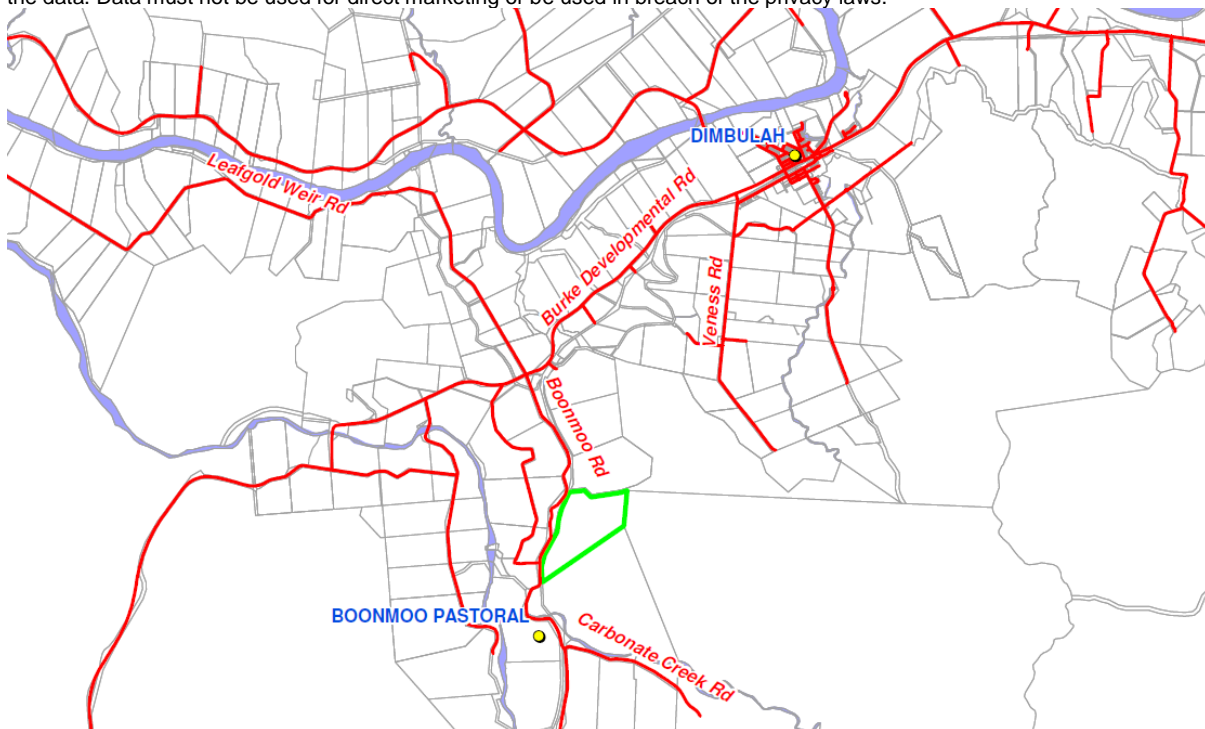 the data. Data must not be used for direct marketing or be used in breach of the privacy laws.
DIMBULAH
Leafgold Weir Rd
Burke Developmental Rd
Veness Rd
Boonmoo Rd
BOONMOO PASTORAL
Carbonate Creek Rd